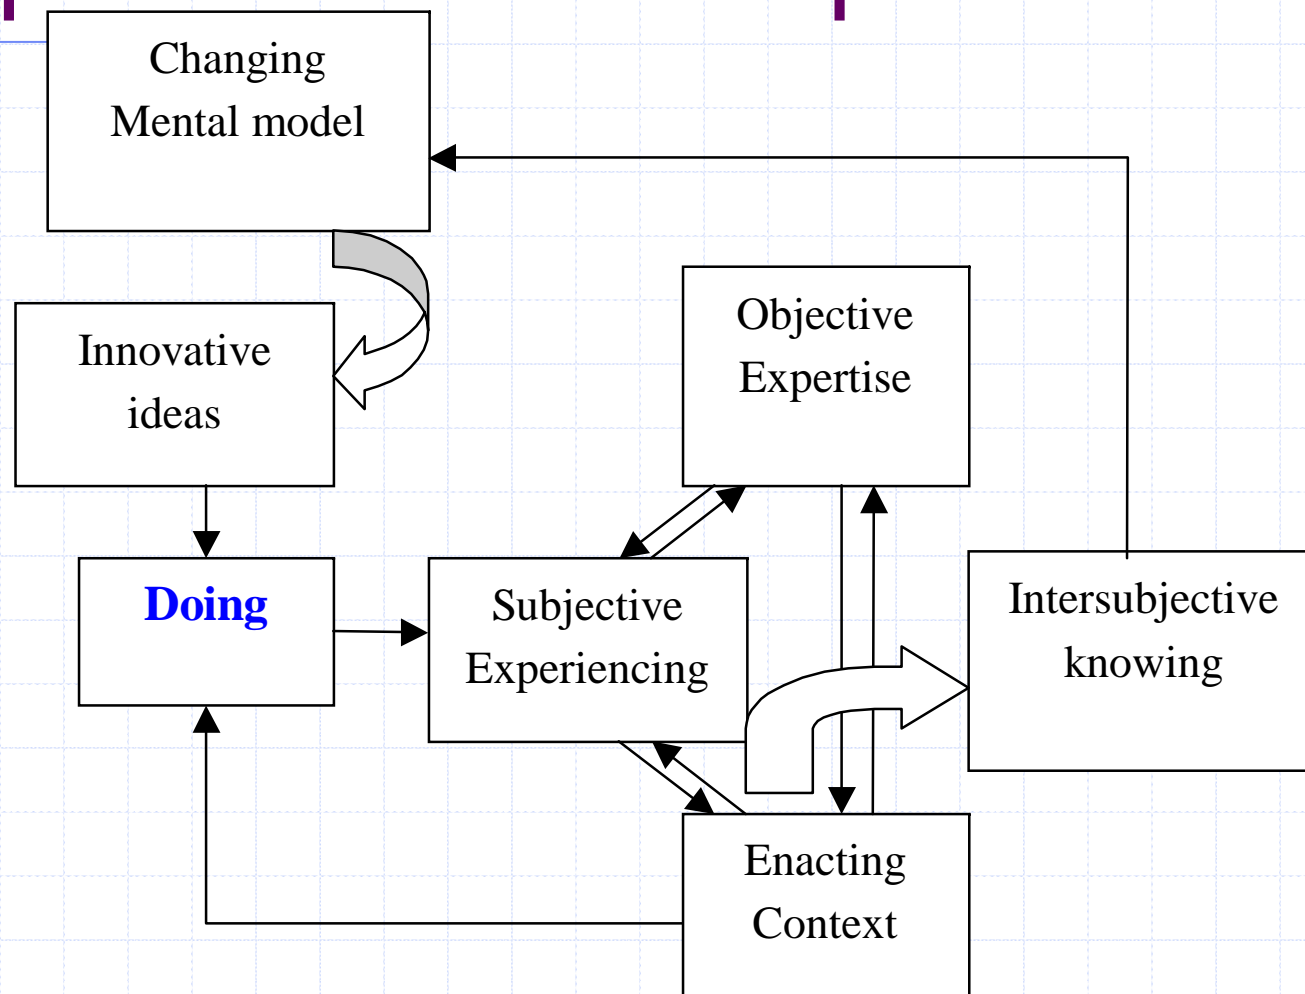 Changing
Mental model
Innovative
ideas
Objective
Expertise
Doing
Subjective
Experiencing
Intersubjective
knowing
Enacting
Context